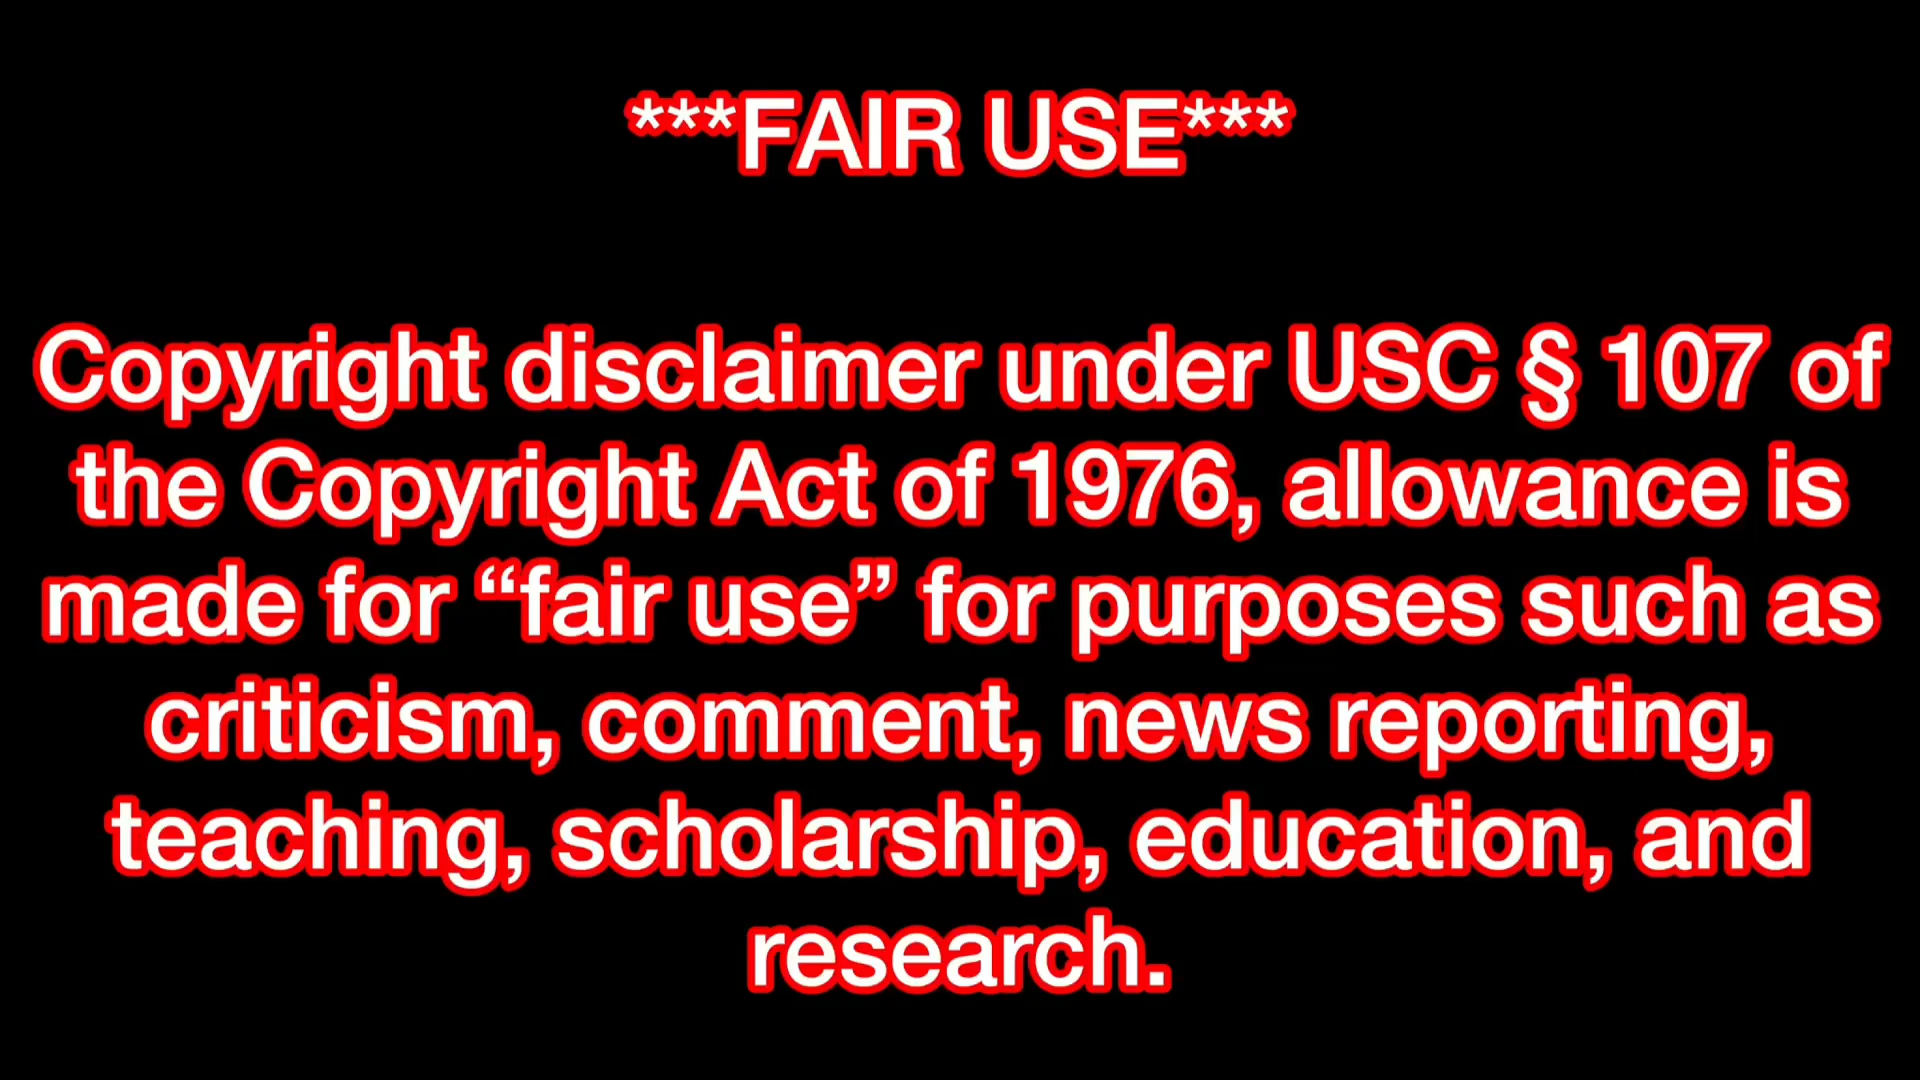 ***FAIR USE***
Copyright disclaimer under USC § 107 of
the Copyright Act of 1976, allowance is
made for “fair use” for purposes such as
criticism, comment, news reporting,
teaching, scholarship, education, and
research.